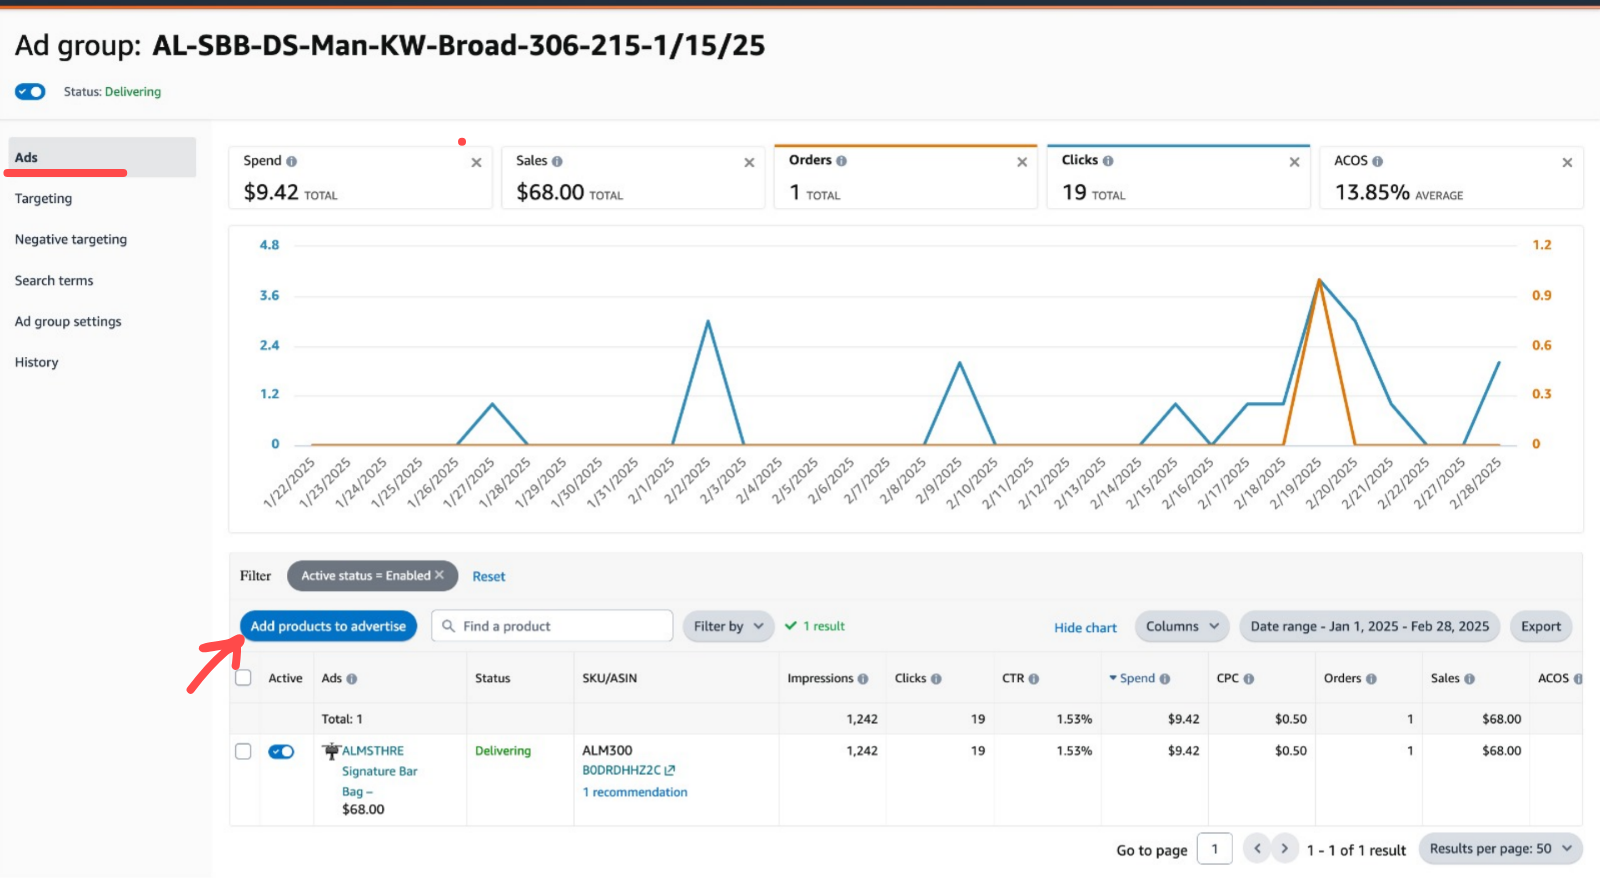 Ad group: AL-SBB-DS-Man-KW-Broad-306-215-1/15/25
Status: Delivering
Ads
Targeting
Negative targeting
Search terms
Ad group settings
History
Spend
$9.42 TOTAL
Sales
$68.00 TOTAL
Orders
1 TOTAL
Clicks
19 TOTAL
ACOS
13.85% AVERAGE
4.8
3.6
2.4
1.2
0
1.2
0.9
0.6
0.3
0
1/22/2025
1/23/2025
1/24/2025
1/25/2025
1/26/2025
1/27/2025
1/28/2025
1/29/2025
1/30/2025
1/31/2025
2/1/2025
2/2/2025
2/3/2025
2/4/2025
2/5/2025
2/6/2025
2/7/2025
2/8/2025
2/9/2025
2/10/2025
2/11/2025
2/12/2025
2/13/2025
2/14/2025
2/15/2025
2/16/2025
2/17/2025
2/18/2025
2/19/2025
2/20/2025
2/21/2025
2/22/2025
2/27/2025
2/28/2025
Filter Active status = Enabled Reset
Add products to advertise Find a product Filter by 1 result Hide chart Columns Date range - Jan 1, 2025 - Feb 28, 2025 Export
Active Ads Status SKU/ASIN Impressions Clicks CTR Spend CPC Orders Sales ACOS
Total: 1 1,242 19 1.53% $9.42 $0.50 1 $68.00
ALMSTHRE Delivering ALM300 1,242 19 1.53% $9.42 $0.50 1 $68.00
Signature Bar B0DRDHHZ2C
Bag – 1 recommendation
$68.00
Go to page 1 1 - 1 of 1 result Results per page: 50